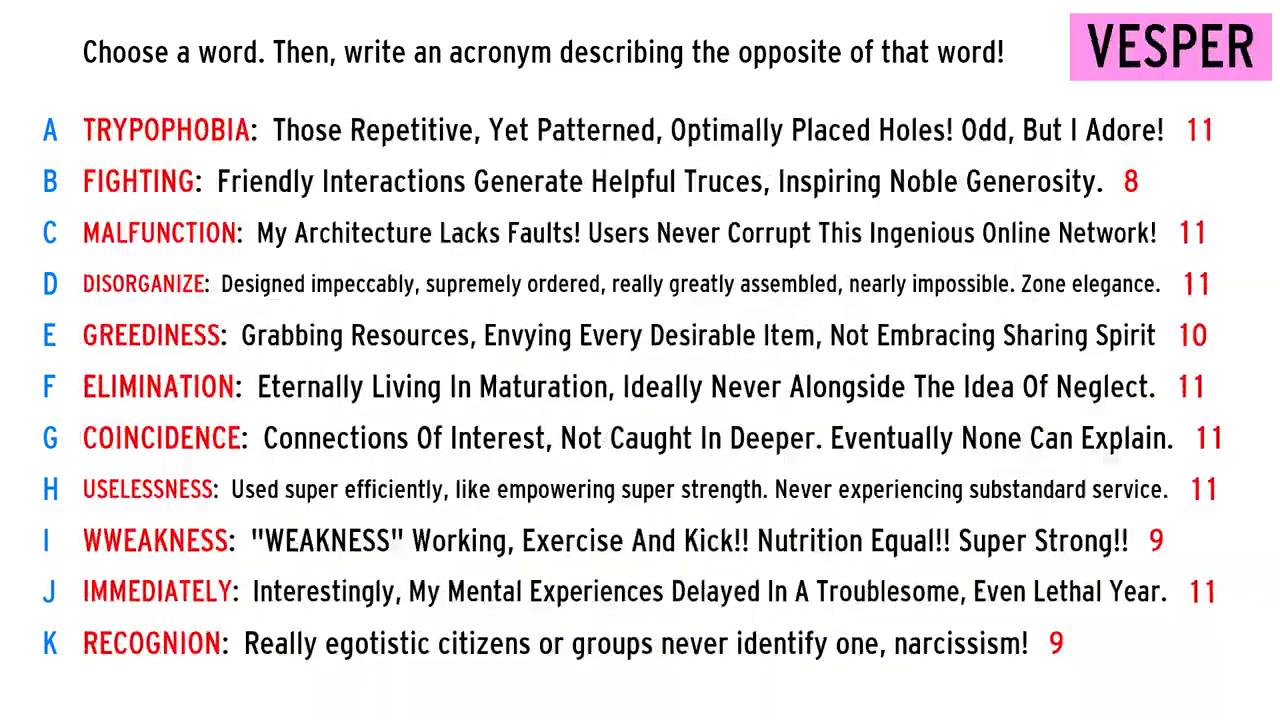 Choose a word. Then, write an acronym describing the opposite of that word!
VESPER
A TRYPOPHOBIA: Those Repetitive, Yet Patterned, Optimally Placed Holes! Odd, But I Adore! 11
B FIGHTING: Friendly Interactions Generate Helpful Truces, Inspiring Noble Generosity. 8
C MALFUNCTION: My Architecture Lacks Faults! Users Never Corrupt This Ingenious Online Network! 11
D DISORGANIZE: Designed impeccably, supremely ordered, really greatly assembled, nearly impossible. Zone elegance. 11
E GREEDINESS: Grabbing Resources, Envying Every Desirable Item, Not Embracing Sharing Spirit 10
F ELIMINATION: Eternally Living In Maturation, Ideally Never Alongside The Idea Of Neglect. 11
G COINCIDENCE: Connections Of Interest, Not Caught In Deeper. Eventually None Can Explain. 11
H USELESSNESS: Used super efficiently, like empowering super strength. Never experiencing substandard service. 11
I WWEAKNESS: "WEAKNESS" Working, Exercise And Kick!! Nutrition Equal!! Super Strong!! 9
J IMMEDIATELY: Interestingly, My Mental Experiences Delayed In A Troublesome, Even Lethal Year. 11
K RECOGNION: Really egotistic citizens or groups never identify one, narcissism! 9